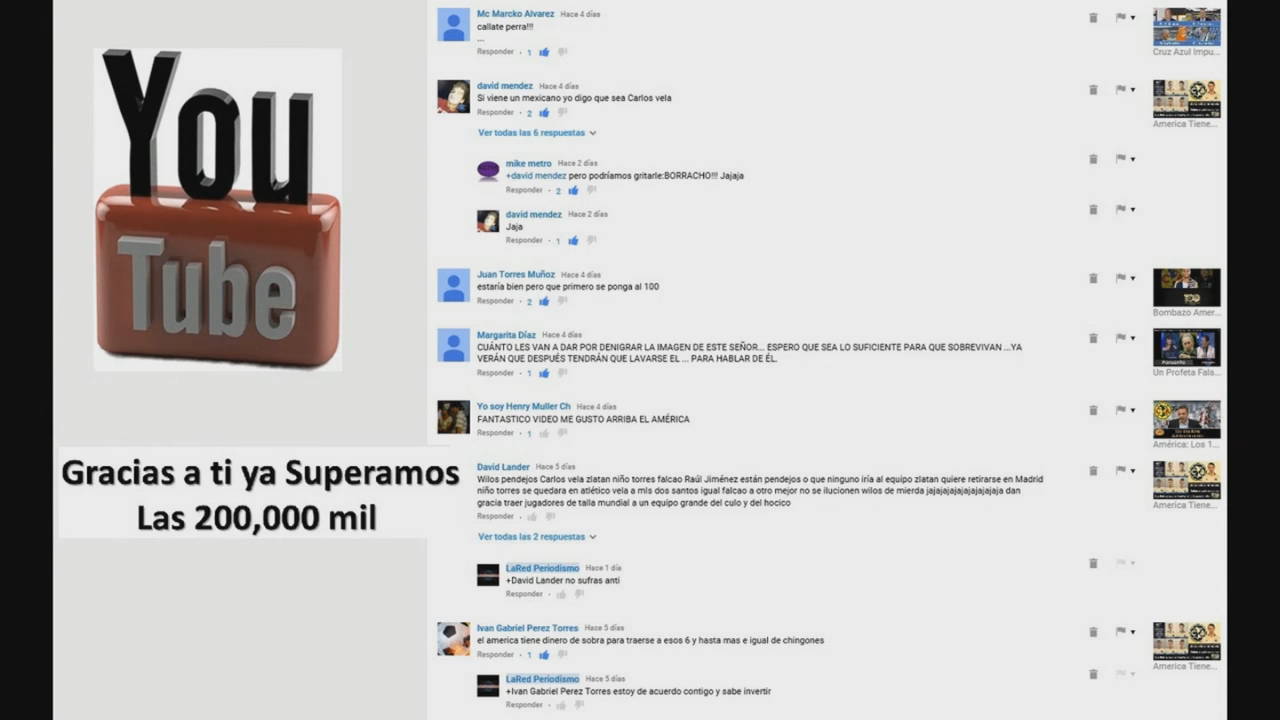 You
Tube
Gracias a ti ya Superamos
Las 200,000 mil
Mc Marcko Alvarez Hace 4 días
callate perra!!!
...
Responder · 1
Cruz Azul Impu...
david mendez Hace 4 días
Si viene un mexicano yo digo que sea Carlos vela
Responder · 2
America Tiene...
Ver todas las 6 respuestas
mike metro Hace 2 días
+david mendez pero podríamos gritarle:BORRACHO!!! Jajaja
Responder · 2
david mendez Hace 2 días
Jaja
Responder · 1
Juan Torres Muñoz Hace 4 días
estaría bien pero que primero se ponga al 100
Responder · 2
Bombazo Amer...
Margarita Díaz Hace 4 días
CUÁNTO LES VAN A DAR POR DENIGRAR LA IMAGEN DE ESTE SEÑOR... ESPERO QUE SEA LO SUFICIENTE PARA QUE SOBREVIVAN ...YA
VERÁN QUE DESPUÉS TENDRÁN QUE LAVARSE EL ... PARA HABLAR DE ÉL.
Responder · 1
Un Profeta Fals...
Yo soy Henry Muller Ch Hace 4 días
FANTASTICO VIDEO ME GUSTO ARRIBA EL AMÉRICA
Responder · 1
América: Los 1...
David Lander Hace 5 días
Wilos pendejos Carlos vela zlatan niño torres falcao Raúl Jiménez están pendejos o que ninguno iría al equipo zlatan quiere retirarse en Madrid
niño torres se quedara en atlético vela a mls dos santos igual falcao a otro mejor no se ilucionen wilos de mierda jajajajajajajajajaja dan
gracia traer jugadores de talla mundial a un equipo grande del culo y del hocico
Responder ·
America Tiene...
Ver todas las 2 respuestas
LaRed Periodismo Hace 1 día
+David Lander no sufras anti
Responder ·
Ivan Gabriel Perez Torres Hace 5 días
el america tiene dinero de sobra para traerse a esos 6 y hasta mas e igual de chingones
Responder · 1
America Tiene...
LaRed Periodismo Hace 5 días
+Ivan Gabriel Perez Torres estoy de acuerdo contigo y sabe invertir
Responder ·